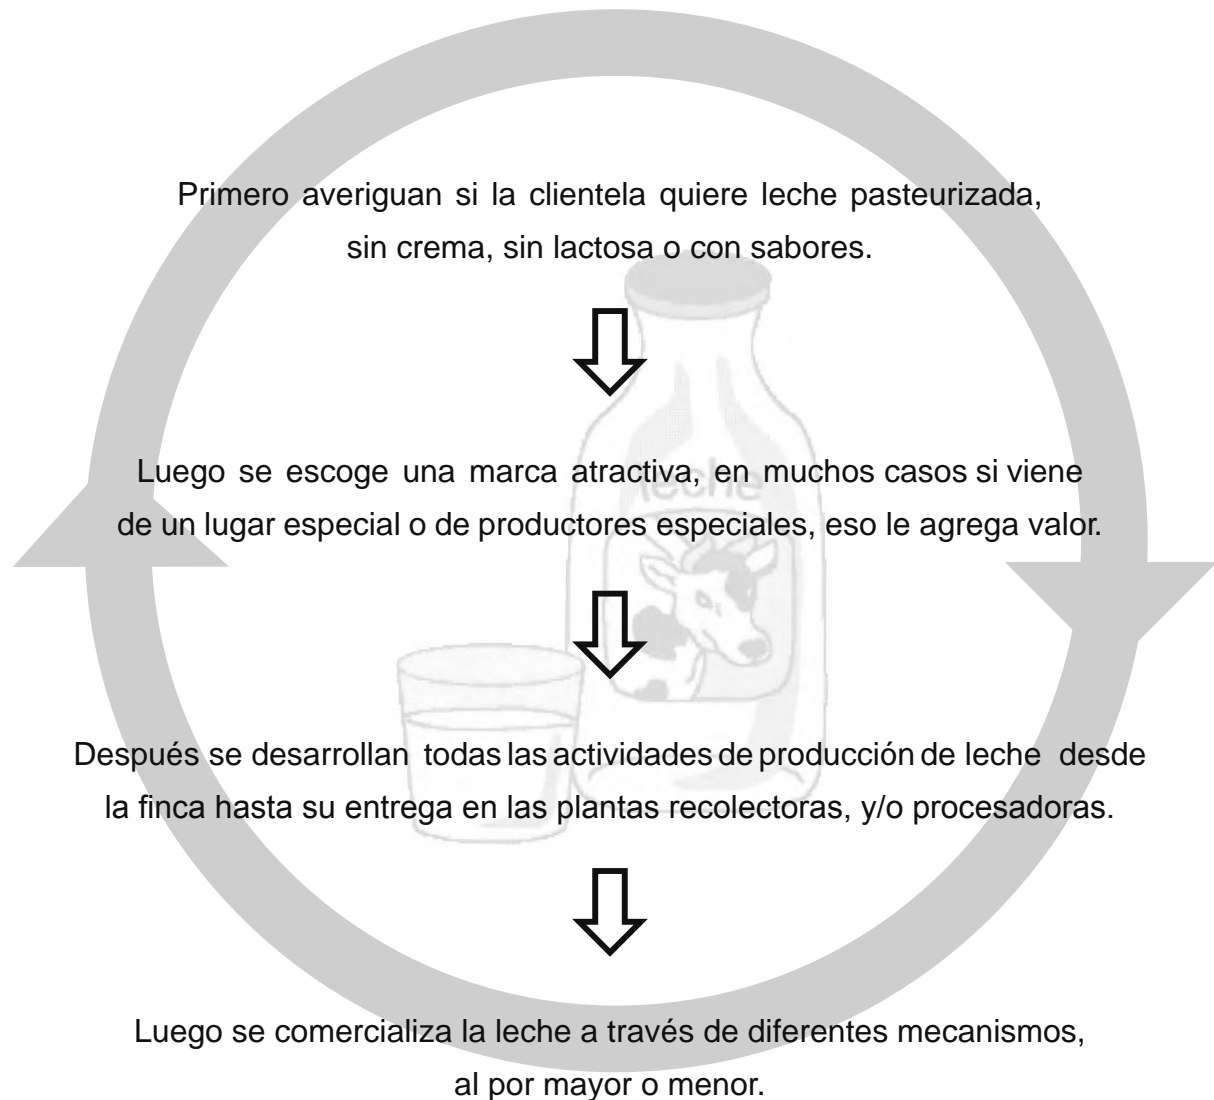 Primero averiguan si la clientela quiere leche pasteurizada,
sin crema, sin lactosa o con sabores.
leche
Luego se escoge una marca atractiva, en muchos casos si viene
de un lugar especial o de productores especiales, eso le agrega valor.
Después se desarrollan todas las actividades de producción de leche desde
la finca hasta su entrega en las plantas recolectoras, y/o procesadoras.
Luego se comercializa la leche a través de diferentes mecanismos,
al por mayor o menor.